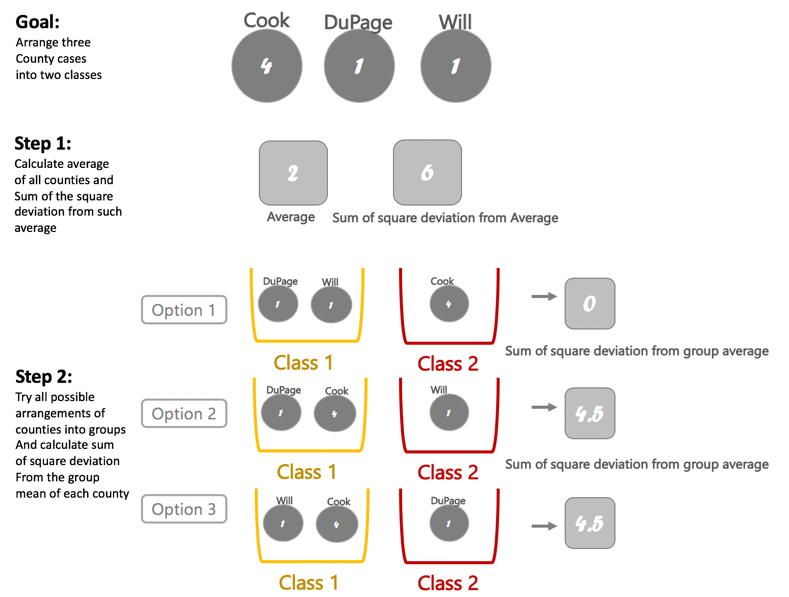 Goal:
Arrange three
County cases
into two classes
Cook DuPage Will
4 1 1
Step 1:
Calculate average
of all counties and
Sum of the square
deviation from such
average
2 6
Average Sum of square deviation from Average
Step 2:
Try all possible
arrangements of
counties into groups
And calculate sum
of square deviation
From the group
mean of each county
Option 1
DuPage Will Cook
1 1 4 0
Class 1 Class 2
Sum of square deviation from group average
Option 2
DuPage Cook Will
1 4 1 4.5
Class 1 Class 2
Sum of square deviation from group average
Option 3
Will Cook DuPage
1 4 1 4.5
Class 1 Class 2